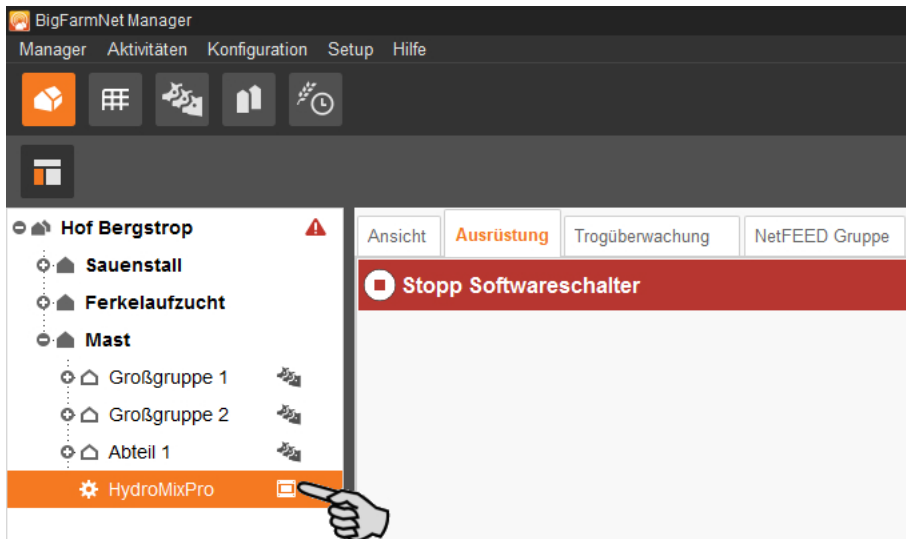 BigFarmNet Manager
Manager Aktivitäten Konfiguration Setup Hilfe
Hof Bergstrop
Sauenstall
Ferkelaufzucht
Mast
Großgruppe 1
Großgruppe 2
Abteil 1
HydroMixPro
Ansicht Ausrüstung Trogüberwachung NetFEED Gruppe
Stopp Softwareschalter